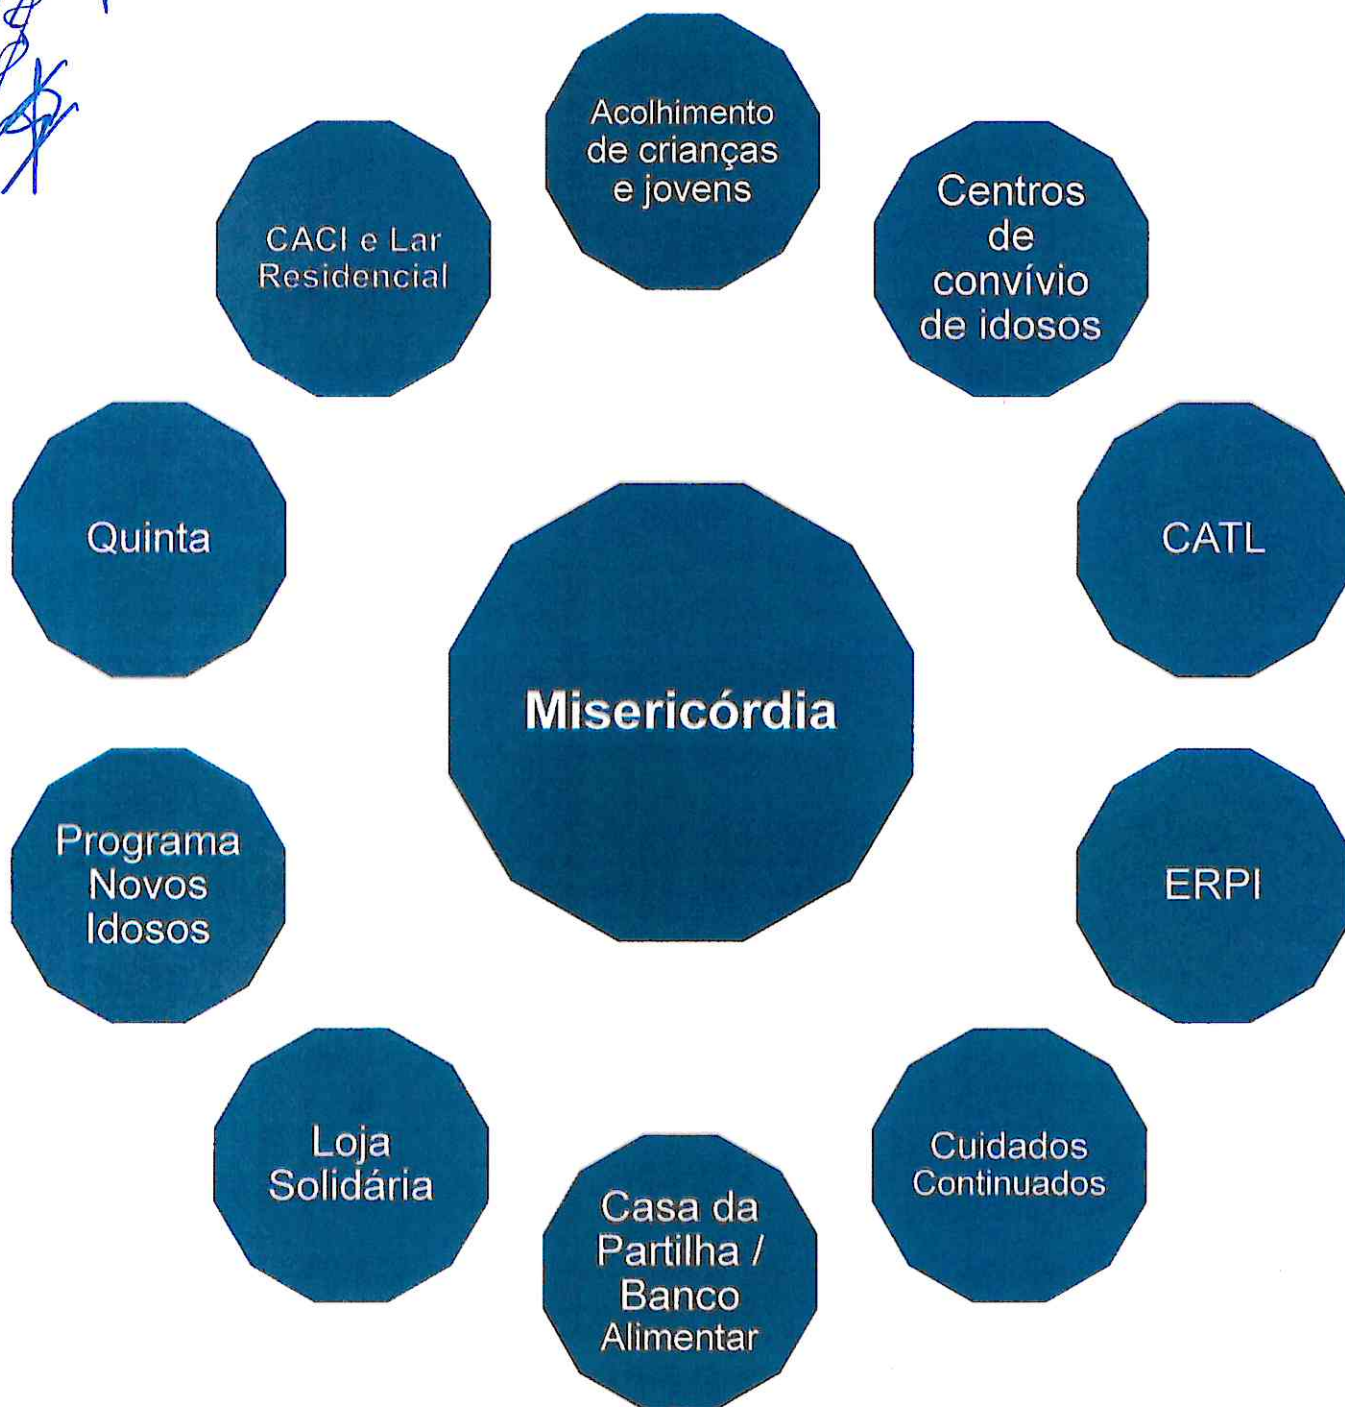 Acolhimento
de crianças
e jovens
Centros
de
convívio
de idosos
CACI e Lar
Residencial
Quinta
CATL
Misericórdia
Programa
Novos
Idosos
ERPI
Loja
Solidária
Cuidados
Continuados
Casa da
Partilha /
Banco
Alimentar